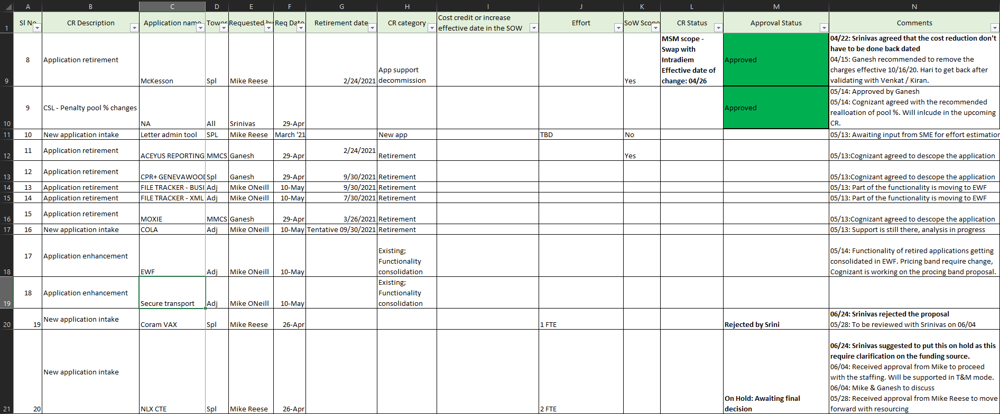 A B C D E F G H I J K L M N
1 Sl No CR Description Application name Tower Requested by Req Date Retirement date CR category Cost credit or increase effective date in the SOW Effort SoW Scope CR Status Approval Status Comments
9 8 Application retirement McKesson Spl Mike Reese 2/24/2021 App support decommission Yes
MSM scope -
Swap with
Intradiem
Effective date of
change: 04/26
Approved
04/22: Srinivas agreed that the cost reduction don't
have to be done back dated
04/15: Ganesh recommended to remove the
charges effective 10/16/20. Hari to get back after
validating with Venkat / Kiran.
10 9 CSL - Penalty pool % changes NA All Srinivas 29-Apr Approved
05/14: Approved by Ganesh
05/14: Cognizant agreed with the recommended
realloation of pool %. Will inlcude in the upcoming
CR.
11 10 New application intake Letter admin tool SPL Mike Reese March '21 New app TBD No 05/13: Awaiting input from SME for effort estimation
12 11 Application retirement ACEYUS REPORTING MMCS Ganesh 29-Apr 2/24/2021 Retirement Yes 05/13:Cognizant agreed to descope the application
13 12 Application retirement CPR+ GENEVAWOOD Spl Ganesh 29-Apr 9/30/2021 Retirement 05/13:Cognizant agreed to descope the application
14 13 Application retirement FILE TRACKER - BUSI Adj Mike ONeill 10-May 9/30/2021 Retirement 05/13: Part of the functionality is moving to EWF
15 14 Application retirement FILE TRACKER - XML Adj Mike ONeill 10-May 7/30/2021 Retirement 05/13: Part of the functionality is moving to EWF
16 15 Application retirement MOXIE MMCS Ganesh 29-Apr 3/26/2021 Retirement 05/13:Cognizant agreed to descope the application
17 16 New application intake COLA Adj Mike ONeill 10-May Tentative 09/30/2021 Retirement 05/13: Support is still there, analysis in progress
18 17 Application enhancement EWF Adj Mike ONeill 10-May
Existing;
Functionality
consolidation
05/14: Functionality of retired applications getting
consolidated in EWF. Pricing band require change,
Cognizant is working on the procing band proposal.
19 18 Application enhancement Secure transport Adj Mike ONeill 10-May
Existing;
Functionality
consolidation
20 19 New application intake Coram VAX Spl Mike Reese 26-Apr 1 FTE Rejected by Srini
06/24: Srinivas rejected the proposal
05/28: To be reviewed with Srinivas on 06/04
21 20 New application intake NLX CTE Spl Mike Reese 26-Apr 2 FTE
On Hold: Awaiting final
decision
06/24: Srinivas suggested to put this on hold as this
require clarification on the funding source.
06/04: Received approval from Mike to proceed
with the staffing. Will be supported in T&M mode.
06/04: Mike & Ganesh to discuss
05/28: Received approval from Mike Reese to move
forward with resourcing